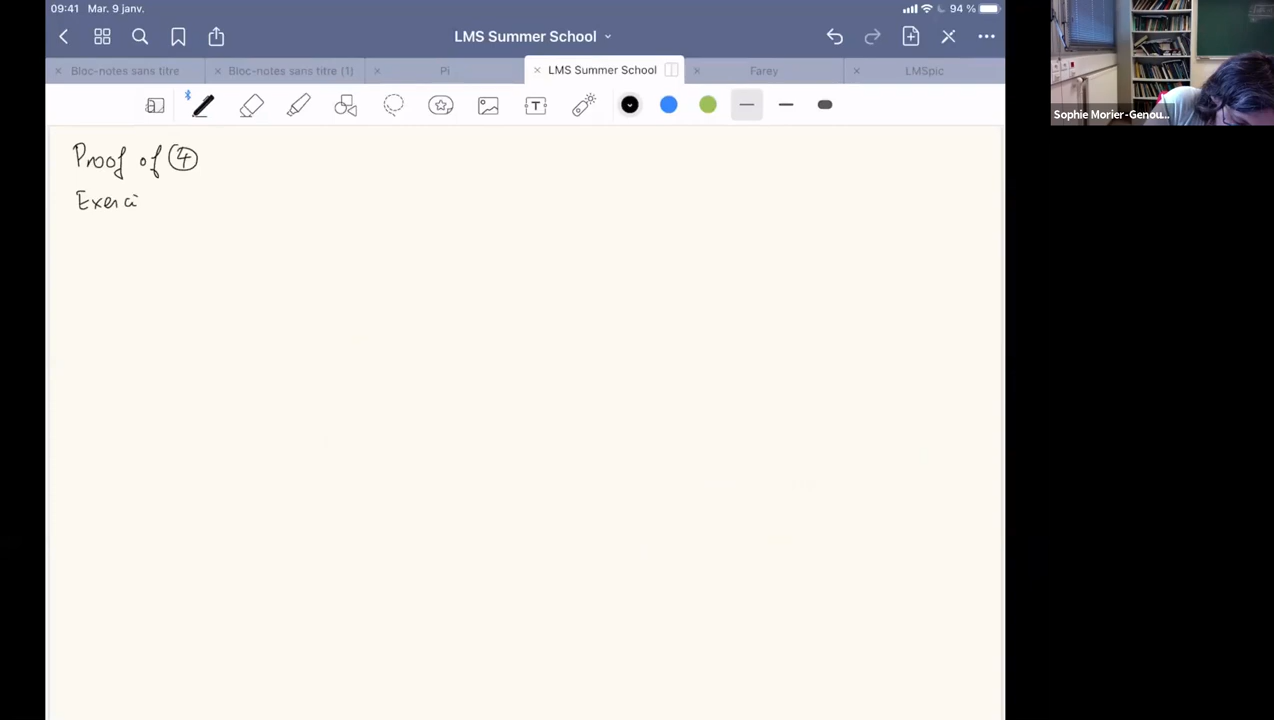 09:41 Mar. 9 janv.
94 %
LMS Summer School
Bloc-notes sans titre
Bloc-notes sans titre (1)
Pi
LMS Summer School
Farey
LMSpic
T
Sophie Morier-Genou...
Proof of ④
Exerci